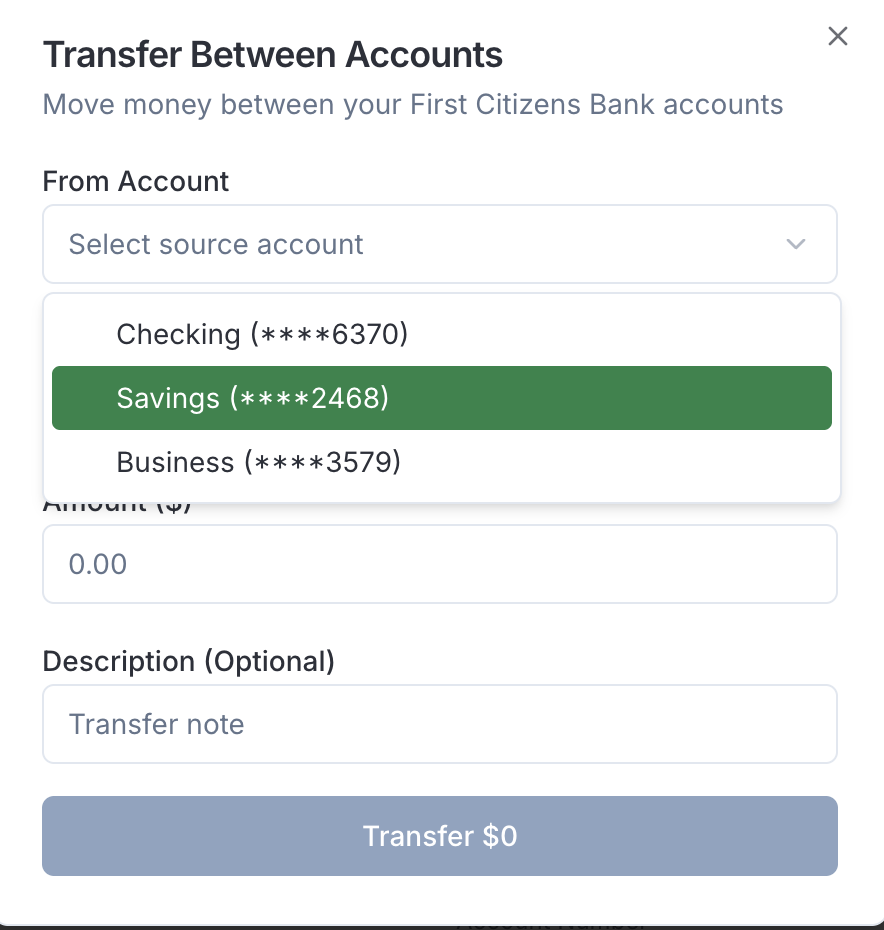 Transfer Between Accounts
Move money between your First Citizens Bank accounts
From Account
Select source account
Checking (****6370)
Savings (****2468)
Business (****3579)
Amount ($)
0.00
Description (Optional)
Transfer note
Transfer $0